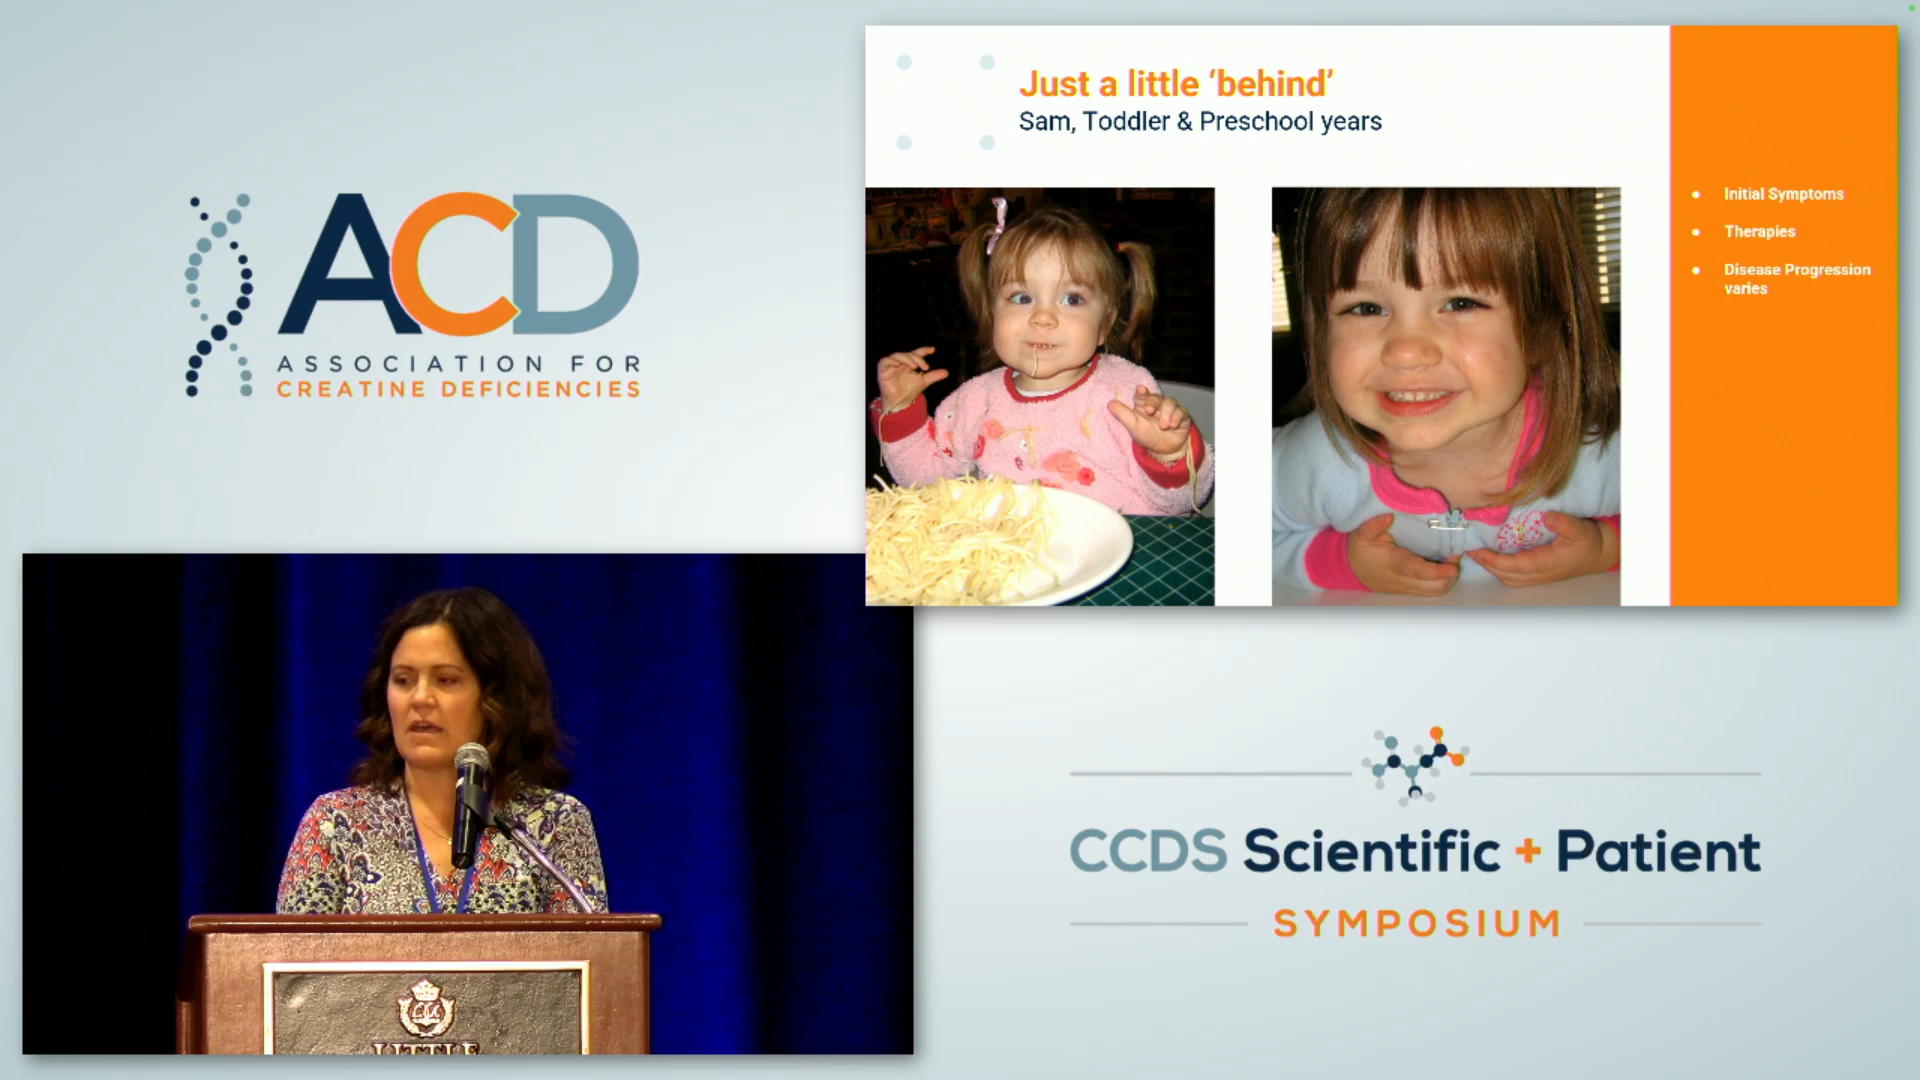 ACD
ASSOCIATION FOR
CREATINE DEFICIENCIES
Just a little ‘behind’
Sam, Toddler & Preschool years
• Initial Symptoms
• Therapies
• Disease Progression
varies
LITTLE
CCDS Scientific + Patient
SYMPOSIUM